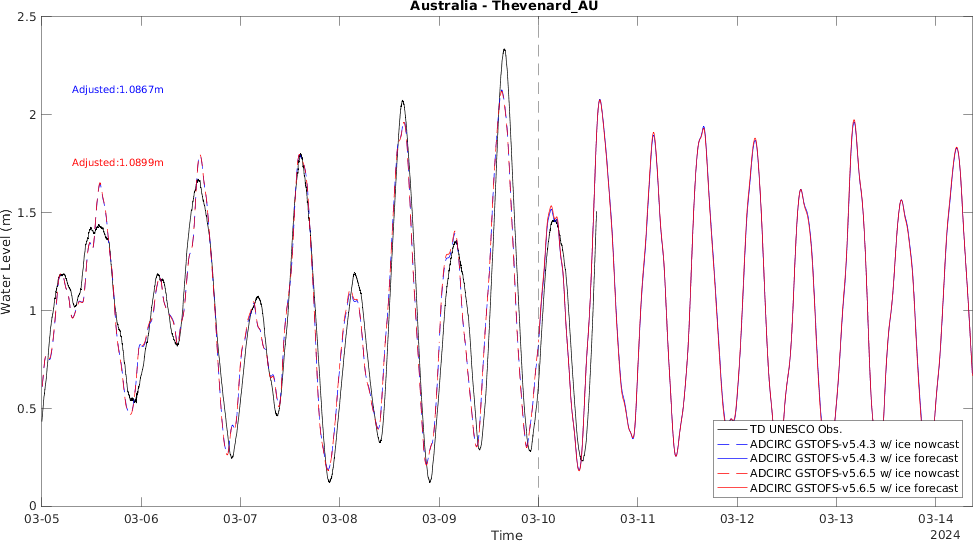 Australia - Thevenard_AU
2.5
2
1.5
1
0.5
0
Water Level (m)
Adjusted:1.0867m
Adjusted:1.0899m
TD UNESCO Obs.
ADCIRC GSTOFS-v5.4.3 w/ ice nowcast
ADCIRC GSTOFS-v5.4.3 w/ ice forecast
ADCIRC GSTOFS-v5.6.5 w/ ice nowcast
ADCIRC GSTOFS-v5.6.5 w/ ice forecast
03-05 03-06 03-07 03-08 03-09 03-10 03-11 03-12 03-13 03-14
Time
2024